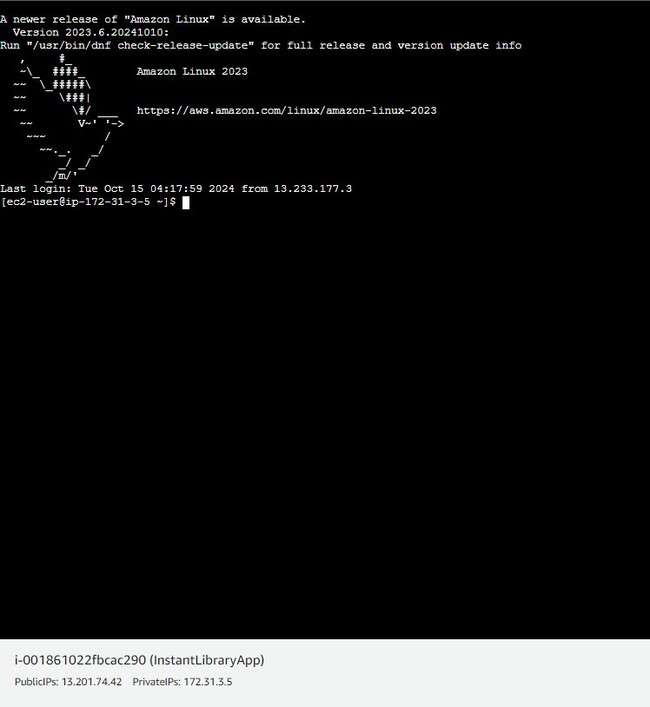 A newer release of "Amazon Linux" is available.
  Version 2023.6.20241010:
Run "/usr/bin/dnf check-release-update" for full release and version update info
   ,     #_
   ~\_  ####_        Amazon Linux 2023
  ~~  \_#####\
  ~~     \###|
  ~~       \#/ ___   https://aws.amazon.com/linux/amazon-linux-2023
   ~~       V~' '->
    ~~~         /
      ~~._.   _/
         _/ _/
       _/m/'
Last login: Tue Oct 15 04:17:59 2024 from 13.233.177.3
[ec2-user@ip-172-31-3-5 ~]$
i-001861022fbcac290 (InstantLibraryApp)
PublicIPs: 13.201.74.42    PrivateIPs: 172.31.3.5